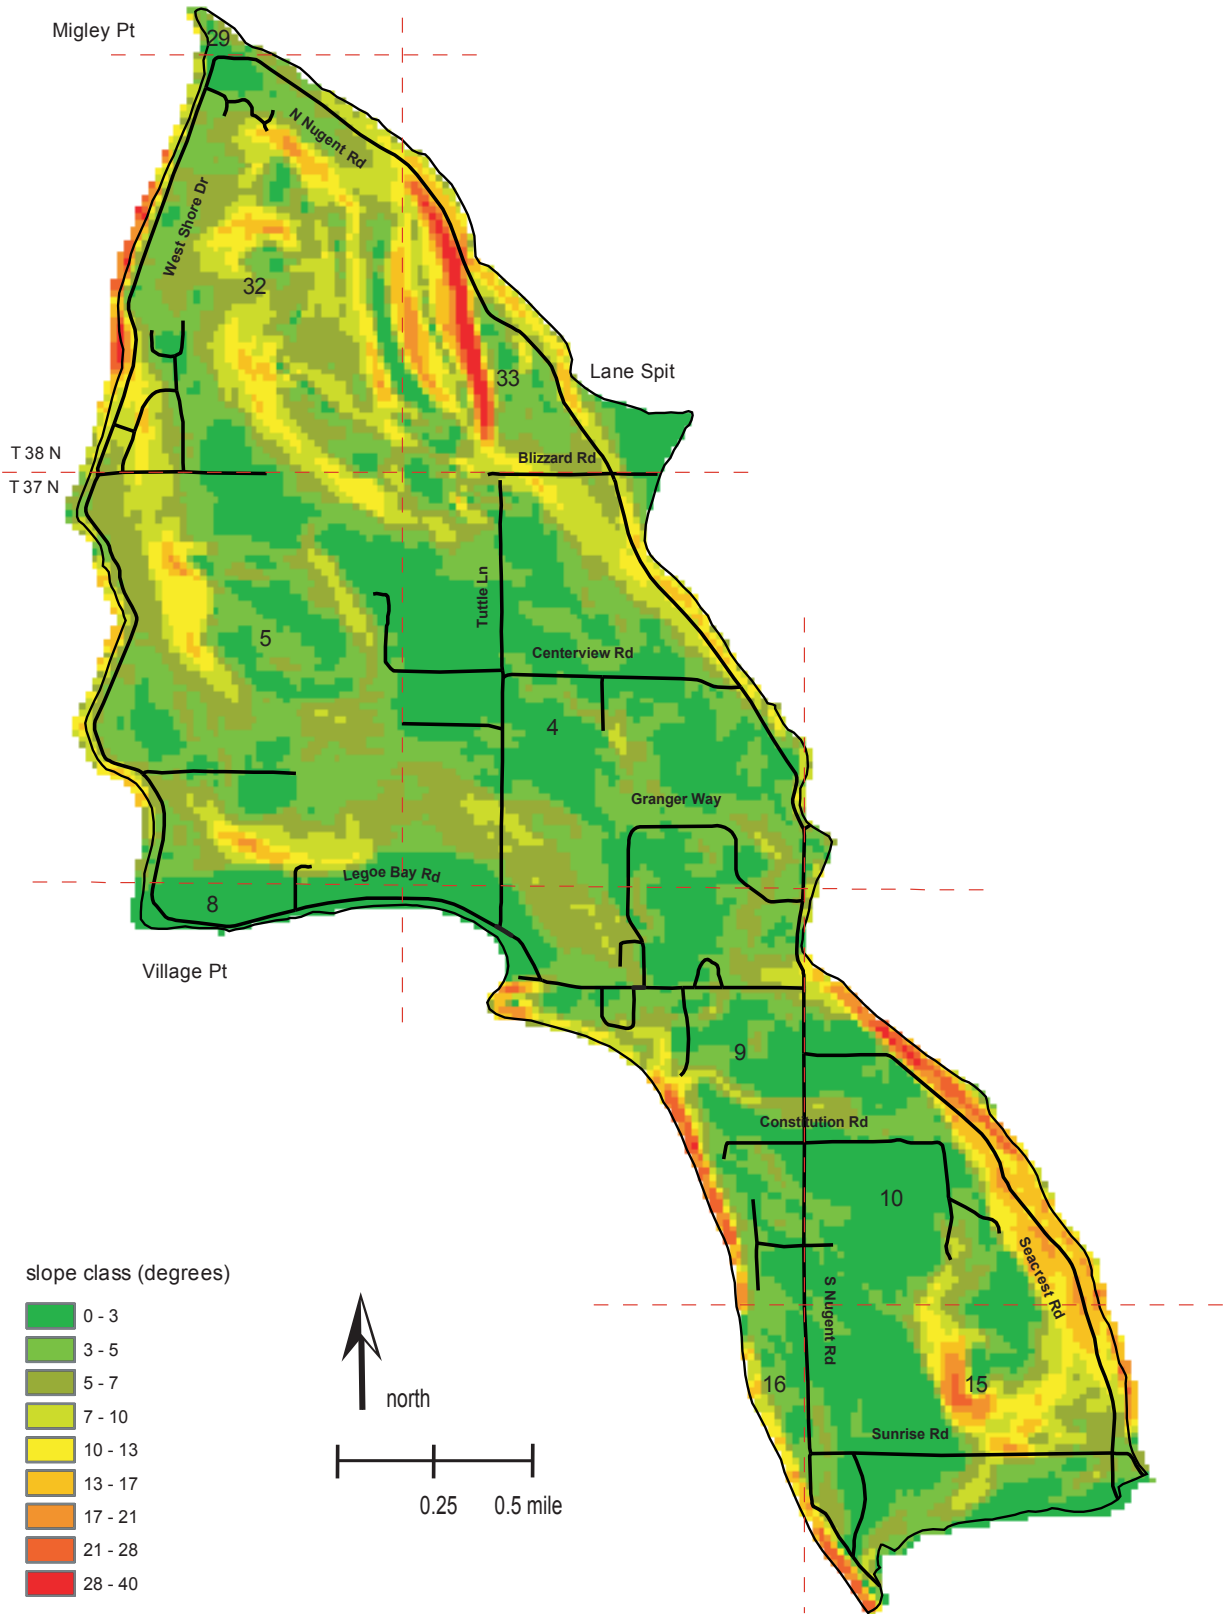 Migley Pt
29
N Nugent Rd
West Shore Dr
32
33
Lane Spit
T 38 N
T 37 N
Blizzard Rd
Tuttle Ln
5
Centerview Rd
4
Granger Way
Legoe Bay Rd
8
Village Pt
9
Constitution Rd
10
Seacrest Rd
S Nugent Rd
16
15
Sunrise Rd
slope class (degrees)
0 - 3
3 - 5
5 - 7
7 - 10
10 - 13
13 - 17
17 - 21
21 - 28
28 - 40
north
0.25 0.5 mile